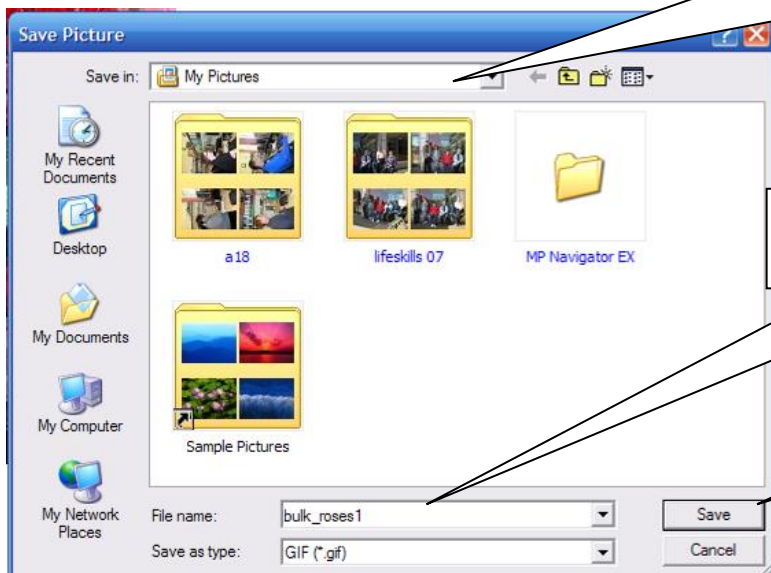 Save Picture
?
Save in: My Pictures
My Recent
Documents
Desktop
My Documents
My Computer
My Network
Places
a18
lifeskills 07
MP Navigator EX
Sample Pictures
File name: bulk_roses1
Save
Save as type: GIF (*.gif)
Cancel